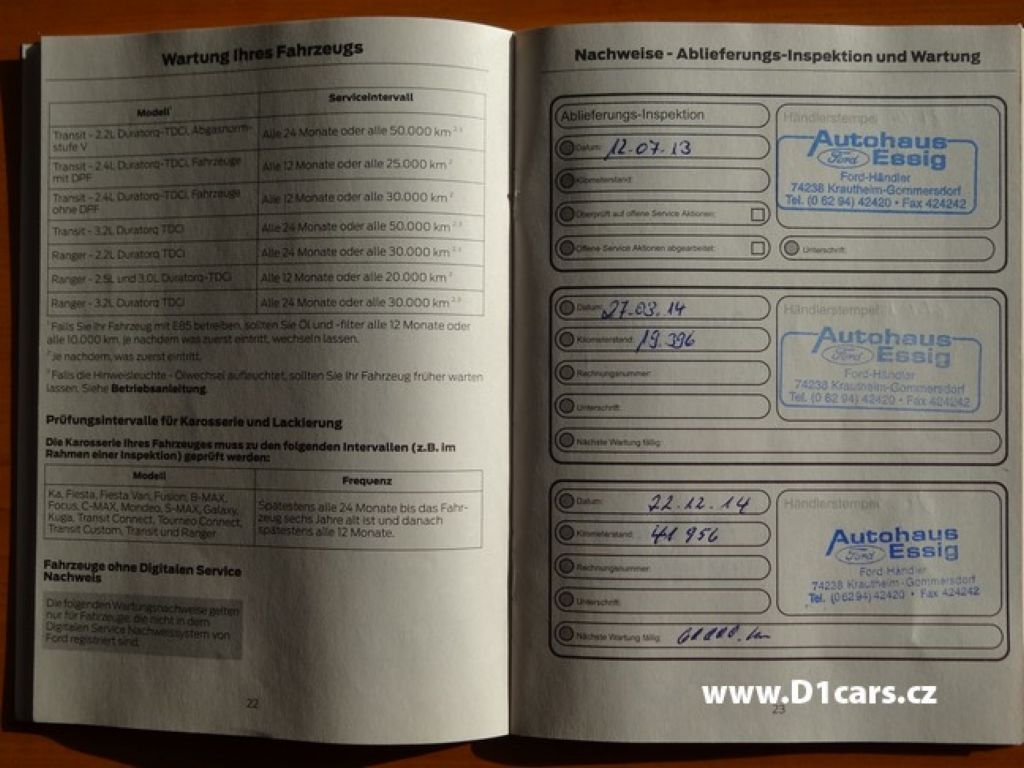 Wartung Ihres Fahrzeugs
Modell¹ Serviceintervall
Transit - 2.2L Duratorq-TDCi, Abgasnorm-
stufe V
Alle 24 Monate oder alle 50.000 km ²·³
Transit - 2.4L Duratorq-TDCi, Fahrzeuge
mit DPF
Alle 12 Monate oder alle 25.000 km ²
Transit - 2.4L Duratorq-TDCi, Fahrzeuge
ohne DPF
Alle 12 Monate oder alle 30.000 km ²
Transit - 3.2L Duratorq TDCi Alle 24 Monate oder alle 50.000 km ²·³
Ranger - 2.2L Duratorq-TDCi Alle 24 Monate oder alle 30.000 km ²·³
Ranger - 2.5L und 3.0L Duratorq-TDCi Alle 12 Monate oder alle 20.000 km ²
Ranger - 3.2L Duratorq TDCi Alle 24 Monate oder alle 30.000 km ²·³
¹ Falls Sie Ihr Fahrzeug mit E85 betreiben, sollten Sie Öl und -filter alle 12 Monate oder
alle 10.000 km, je nachdem was zuerst eintritt, wechseln lassen.
² Je nachdem, was zuerst eintritt.
³ Falls die Hinweisleuchte - Ölwechsel aufleuchtet, sollten Sie Ihr Fahrzeug früher warten
lassen. Siehe Betriebsanleitung.
Prüfungsintervalle für Karosserie und Lackierung
Die Karosserie Ihres Fahrzeuges muss zu den folgenden Intervallen (z.B. im
Rahmen einer Inspektion) geprüft werden:
Modell Frequenz
Ka, Fiesta, Fiesta Van, Fusion, B-MAX,
Focus, C-MAX, Mondeo, S-MAX, Galaxy,
Kuga, Transit Connect, Tourneo Connect,
Transit Custom, Transit und Ranger
Spätestens alle 24 Monate bis das Fahr-
zeug sechs Jahre alt ist und danach
spätestens alle 12 Monate.
Fahrzeuge ohne Digitalen Service
Nachweis
Die folgenden Wartungsnachweise gelten
nur für Fahrzeuge, die nicht in dem
Digitalen Service Nachweissystem von
Ford registriert sind.
22
Nachweise - Ablieferungs-Inspektion und Wartung
Ablieferungs-Inspektion
Datum: 12.07.13
Kilometerstand:
Überprüft auf offene Service Aktionen:
Offene Service Aktionen abgearbeitet:
Händlerstempel
Autohaus
Ford Essig
Ford-Händler
74238 Krautheim-Gommersdorf
Tel. (0 62 94) 42420 • Fax 424242
Unterschrift:
Datum: 27.03.14
Kilometerstand: 19.396
Rechnungsnummer:
Unterschrift:
Nächste Wartung fällig:
Händlerstempel
Autohaus
Ford Essig
Ford-Händler
74238 Krautheim-Gommersdorf
Tel. (0 62 94) 42420 • Fax 424242
Datum: 22.12.14
Kilometerstand: 41 956
Rechnungsnummer:
Unterschrift:
Nächste Wartung fällig: km
Händlerstempel
Autohaus
Ford Essig
Ford-Händler
74238 Krautheim-Gommersdorf
Tel. (0 62 94) 42420 • Fax 424242
23
www.D1cars.cz